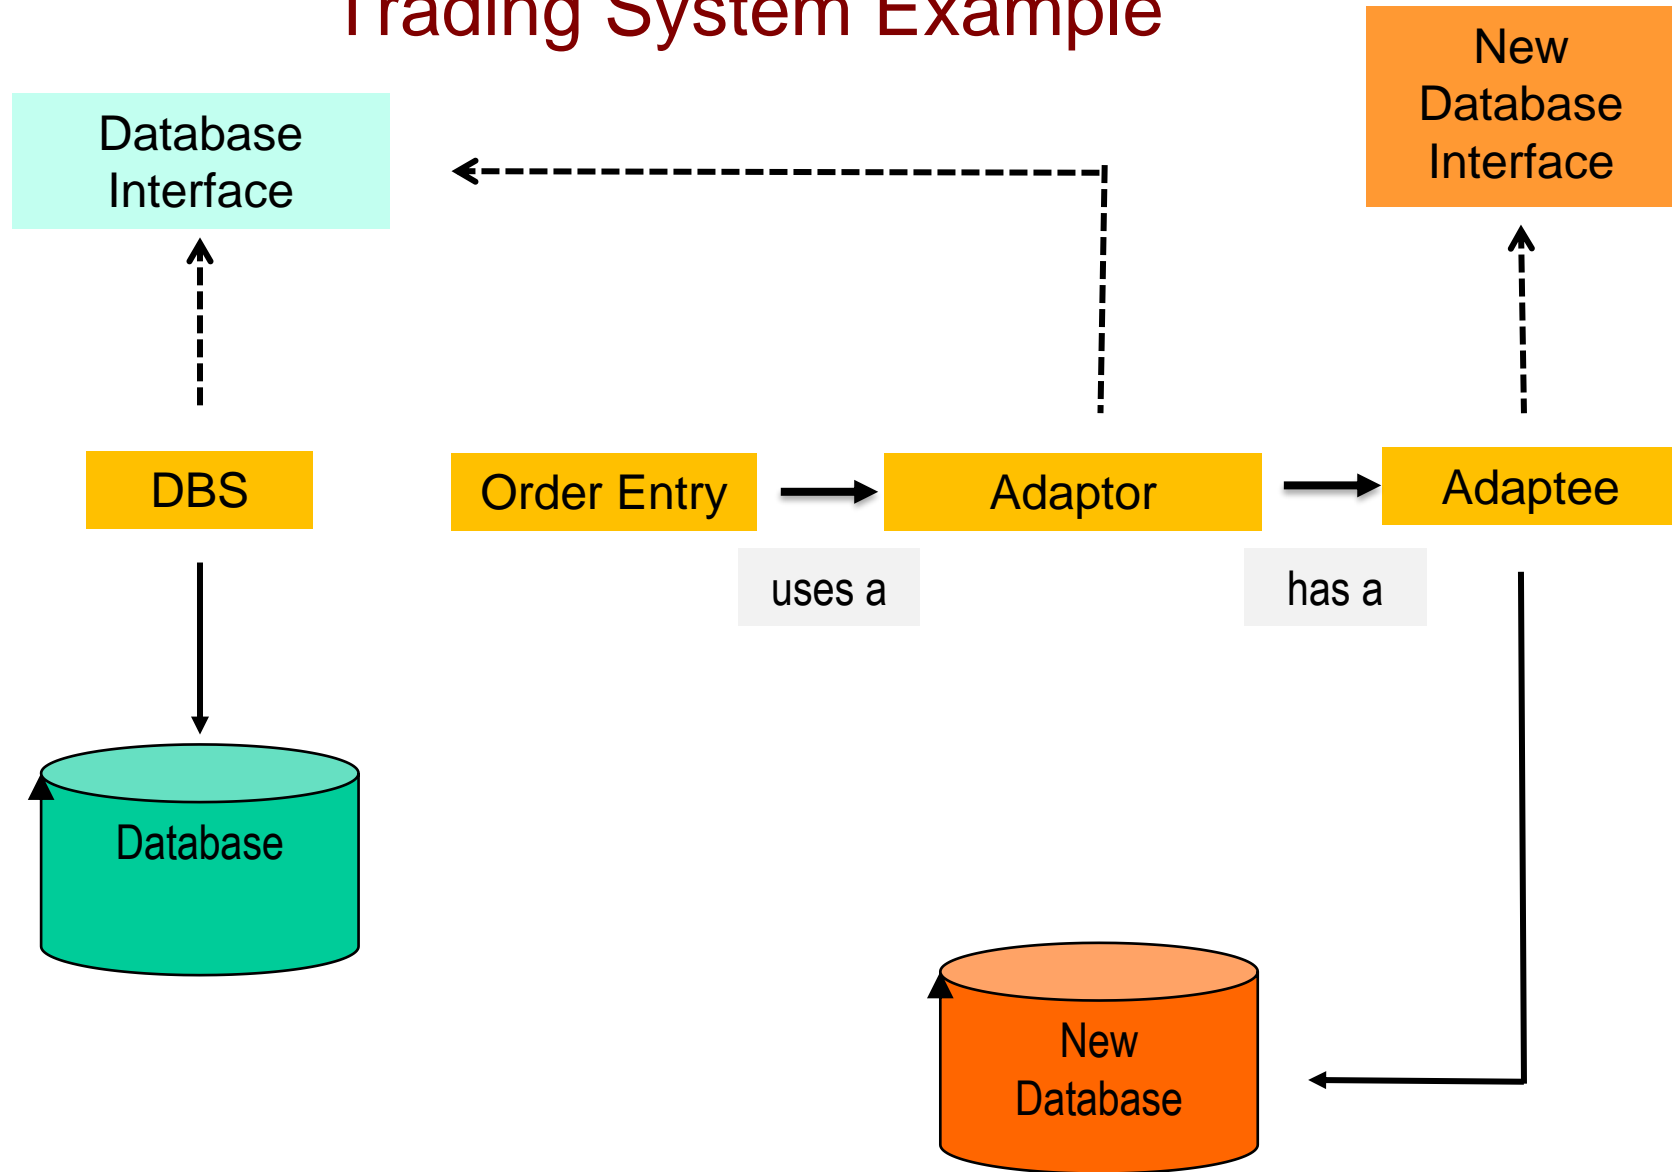 Trading System Example
New
Database
Interface
Database
Interface
DBS
Order Entry
Adaptor
Adaptee
uses a
has a
Database
New
Database